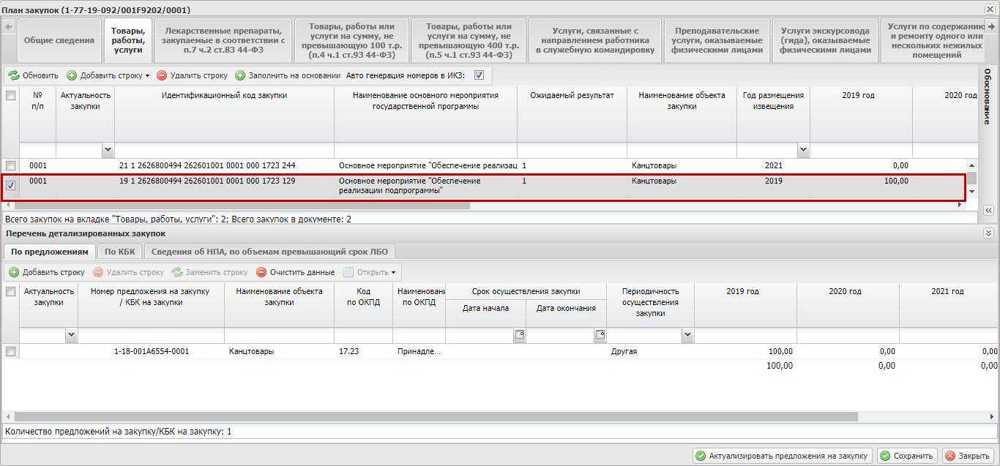 План закупок (1-77-19-092/001F9202/0001)
Общие сведения
Товары,
работы,
услуги
Лекарственные препараты,
закупаемые в соответствии с
п.7 ч.2 ст.83 44-ФЗ
Товары, работы или
услуги на сумму, не
превышающую 100 т.р.
(п.4 ч.1 ст.93 44-ФЗ)
Товары, работы или
услуги на сумму, не
превышающую 400 т.р.
(п.5 ч.1 ст.93 44-ФЗ)
Услуги, связанные с
направлением работника
в служебную командировку
Преподавательские
услуги, оказываемые
физическими лицами
Услуги экскурсовода
(гида), оказываемые
физическими лицами
Услуги по содержанию
и ремонту одного или
нескольких нежилых
помещений
Обновить Добавить строку Удалить строку Заполнить на основании Авто генерация номеров в ИКЗ:
Обоснование
№
п/п
Актуальность
закупки
Идентификационный код закупки
Наименование основного мероприятия
государственной программы
Ожидаемый результат
Наименование объекта
закупки
Год размещения
извещения
2019 год
2020 год
0001 21 1 2626800494 262601001 0001 000 1723 244 Основное мероприятие "Обеспечение реализац 1 Канцтовары 2021 0,00
0001 19 1 2626800494 262601001 0001 000 1723 129 Основное мероприятие "Обеспечение 1 Канцтовары 2019 100,00
реализации подпрограммы"
Всего закупок на вкладке "Товары, работы, услуги": 2; Всего закупок в документе: 2
Перечень детализированных закупок
По предложениям По КБК Сведения об НПА, по объемам превышающий срок ЛБО
Добавить строку Удалить строку Заменить строку Очистить данные Открыть
Актуальность
закупки
Номер предложения на закупку
/ КБК на закупки
Наименование объекта
закупки
Код
по ОКПД
Наименовани
по ОКПД
Срок осуществления закупки
Дата начала Дата окончания
Периодичность
осуществления
закупки
2019 год
2020 год
2021 год
1-18-001A6554-0001 Канцтовары 17.23 Принадле... Другая 100,00 0,00 0,00
100,00 0,00 0,00
Количество предложений на закупку/КБК на закупку: 1
Актуализировать предложения на закупку Сохранить Закрыть